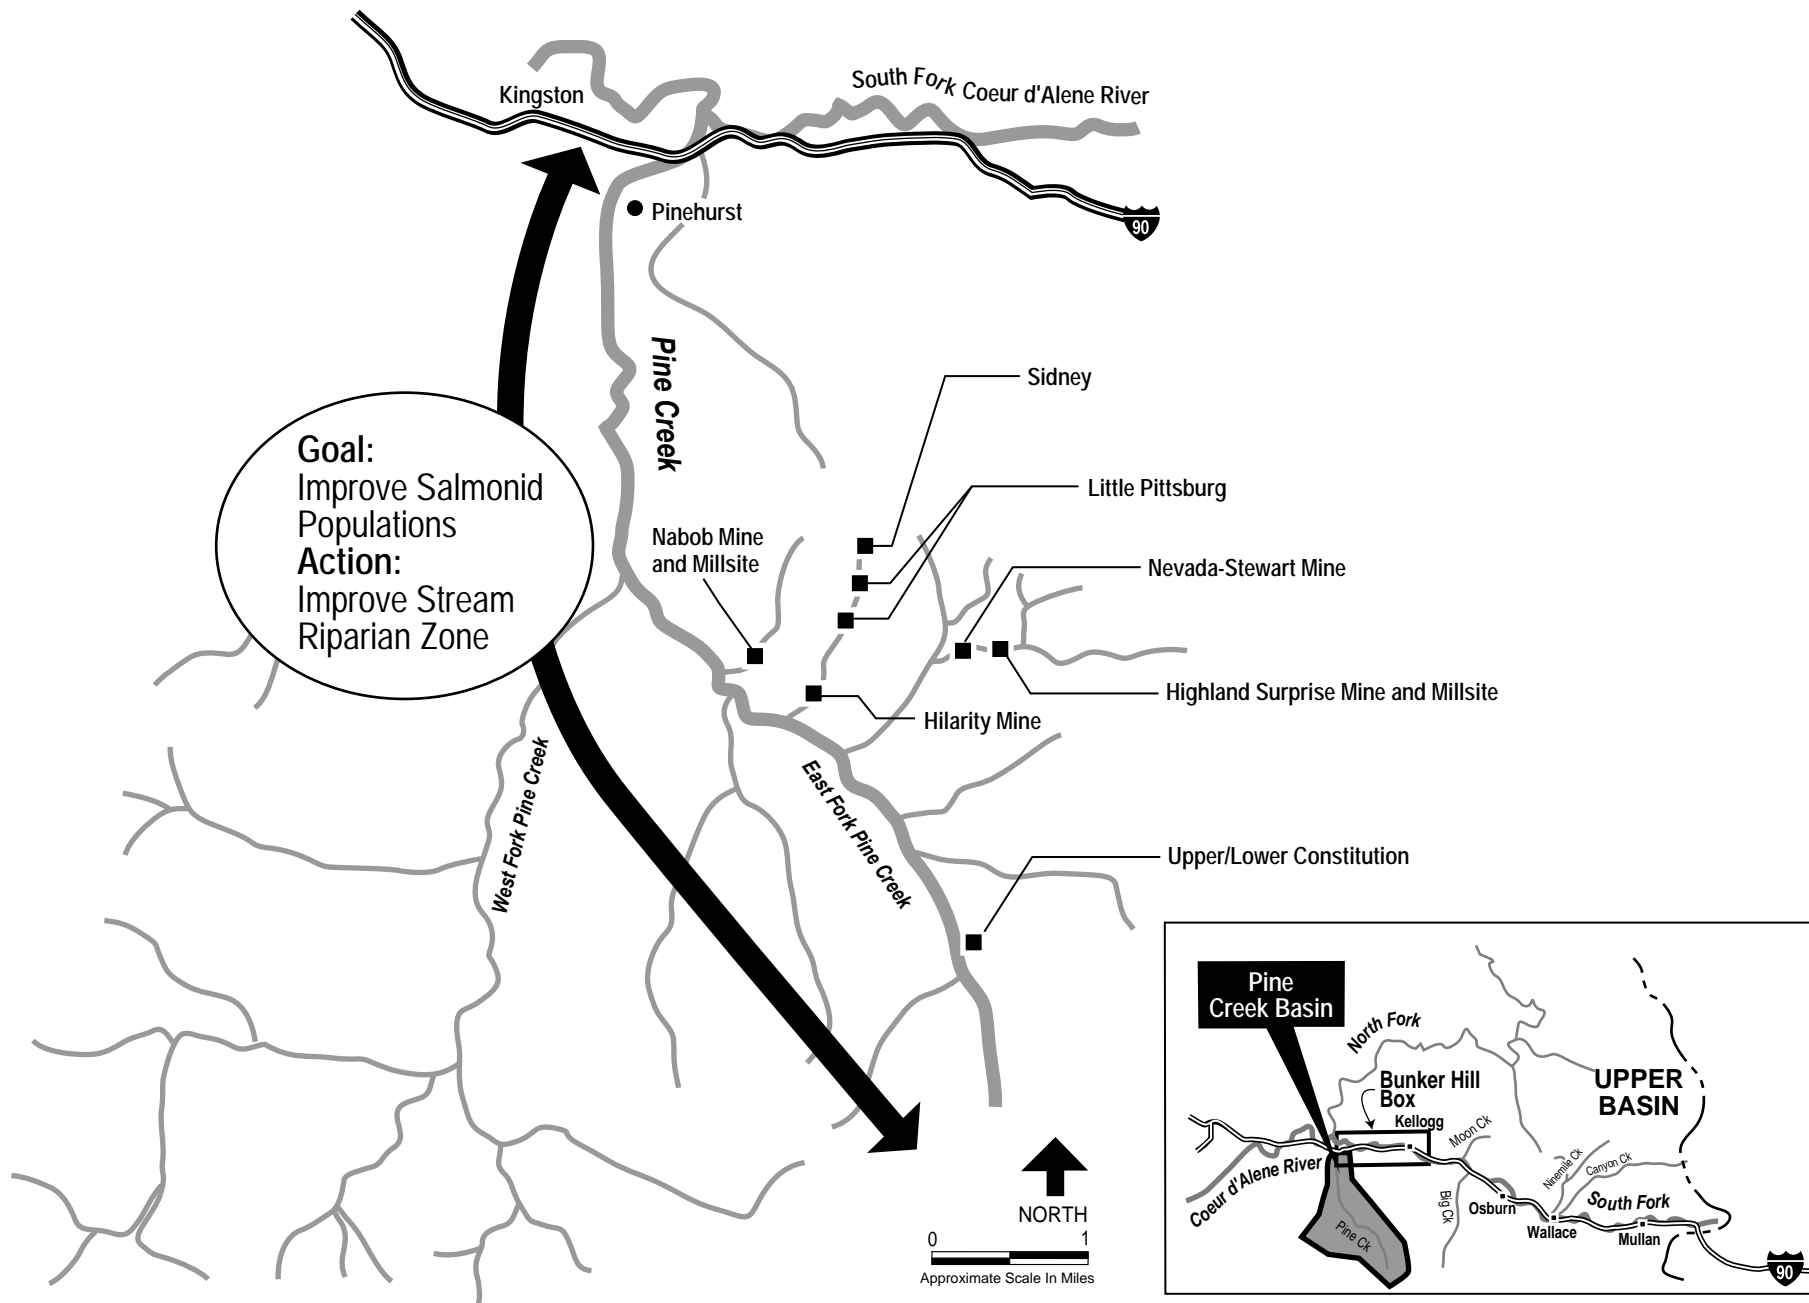 Kingston
South Fork Coeur d'Alene River
Pinehurst
90
Pine Creek
Sidney
Little Pittsburg
Goal:
Improve Salmonid
Populations
Action:
Improve Stream
Riparian Zone
Nabob Mine
and Millsite
Nevada-Stewart Mine
Highland Surprise Mine and Millsite
Hilarity Mine
West Fork Pine Creek
East Fork Pine Creek
Upper/Lower Constitution
NORTH
0 1
Approximate Scale In Miles
Pine
Creek Basin
North Fork
UPPER
BASIN
Bunker Hill
Box
Kellogg
Moon Ck
Coeur d'Alene River
Ninemile Ck
Canyon Ck
Big Ck
Osburn
South Fork
Wallace
Mullan
Pine Ck
90